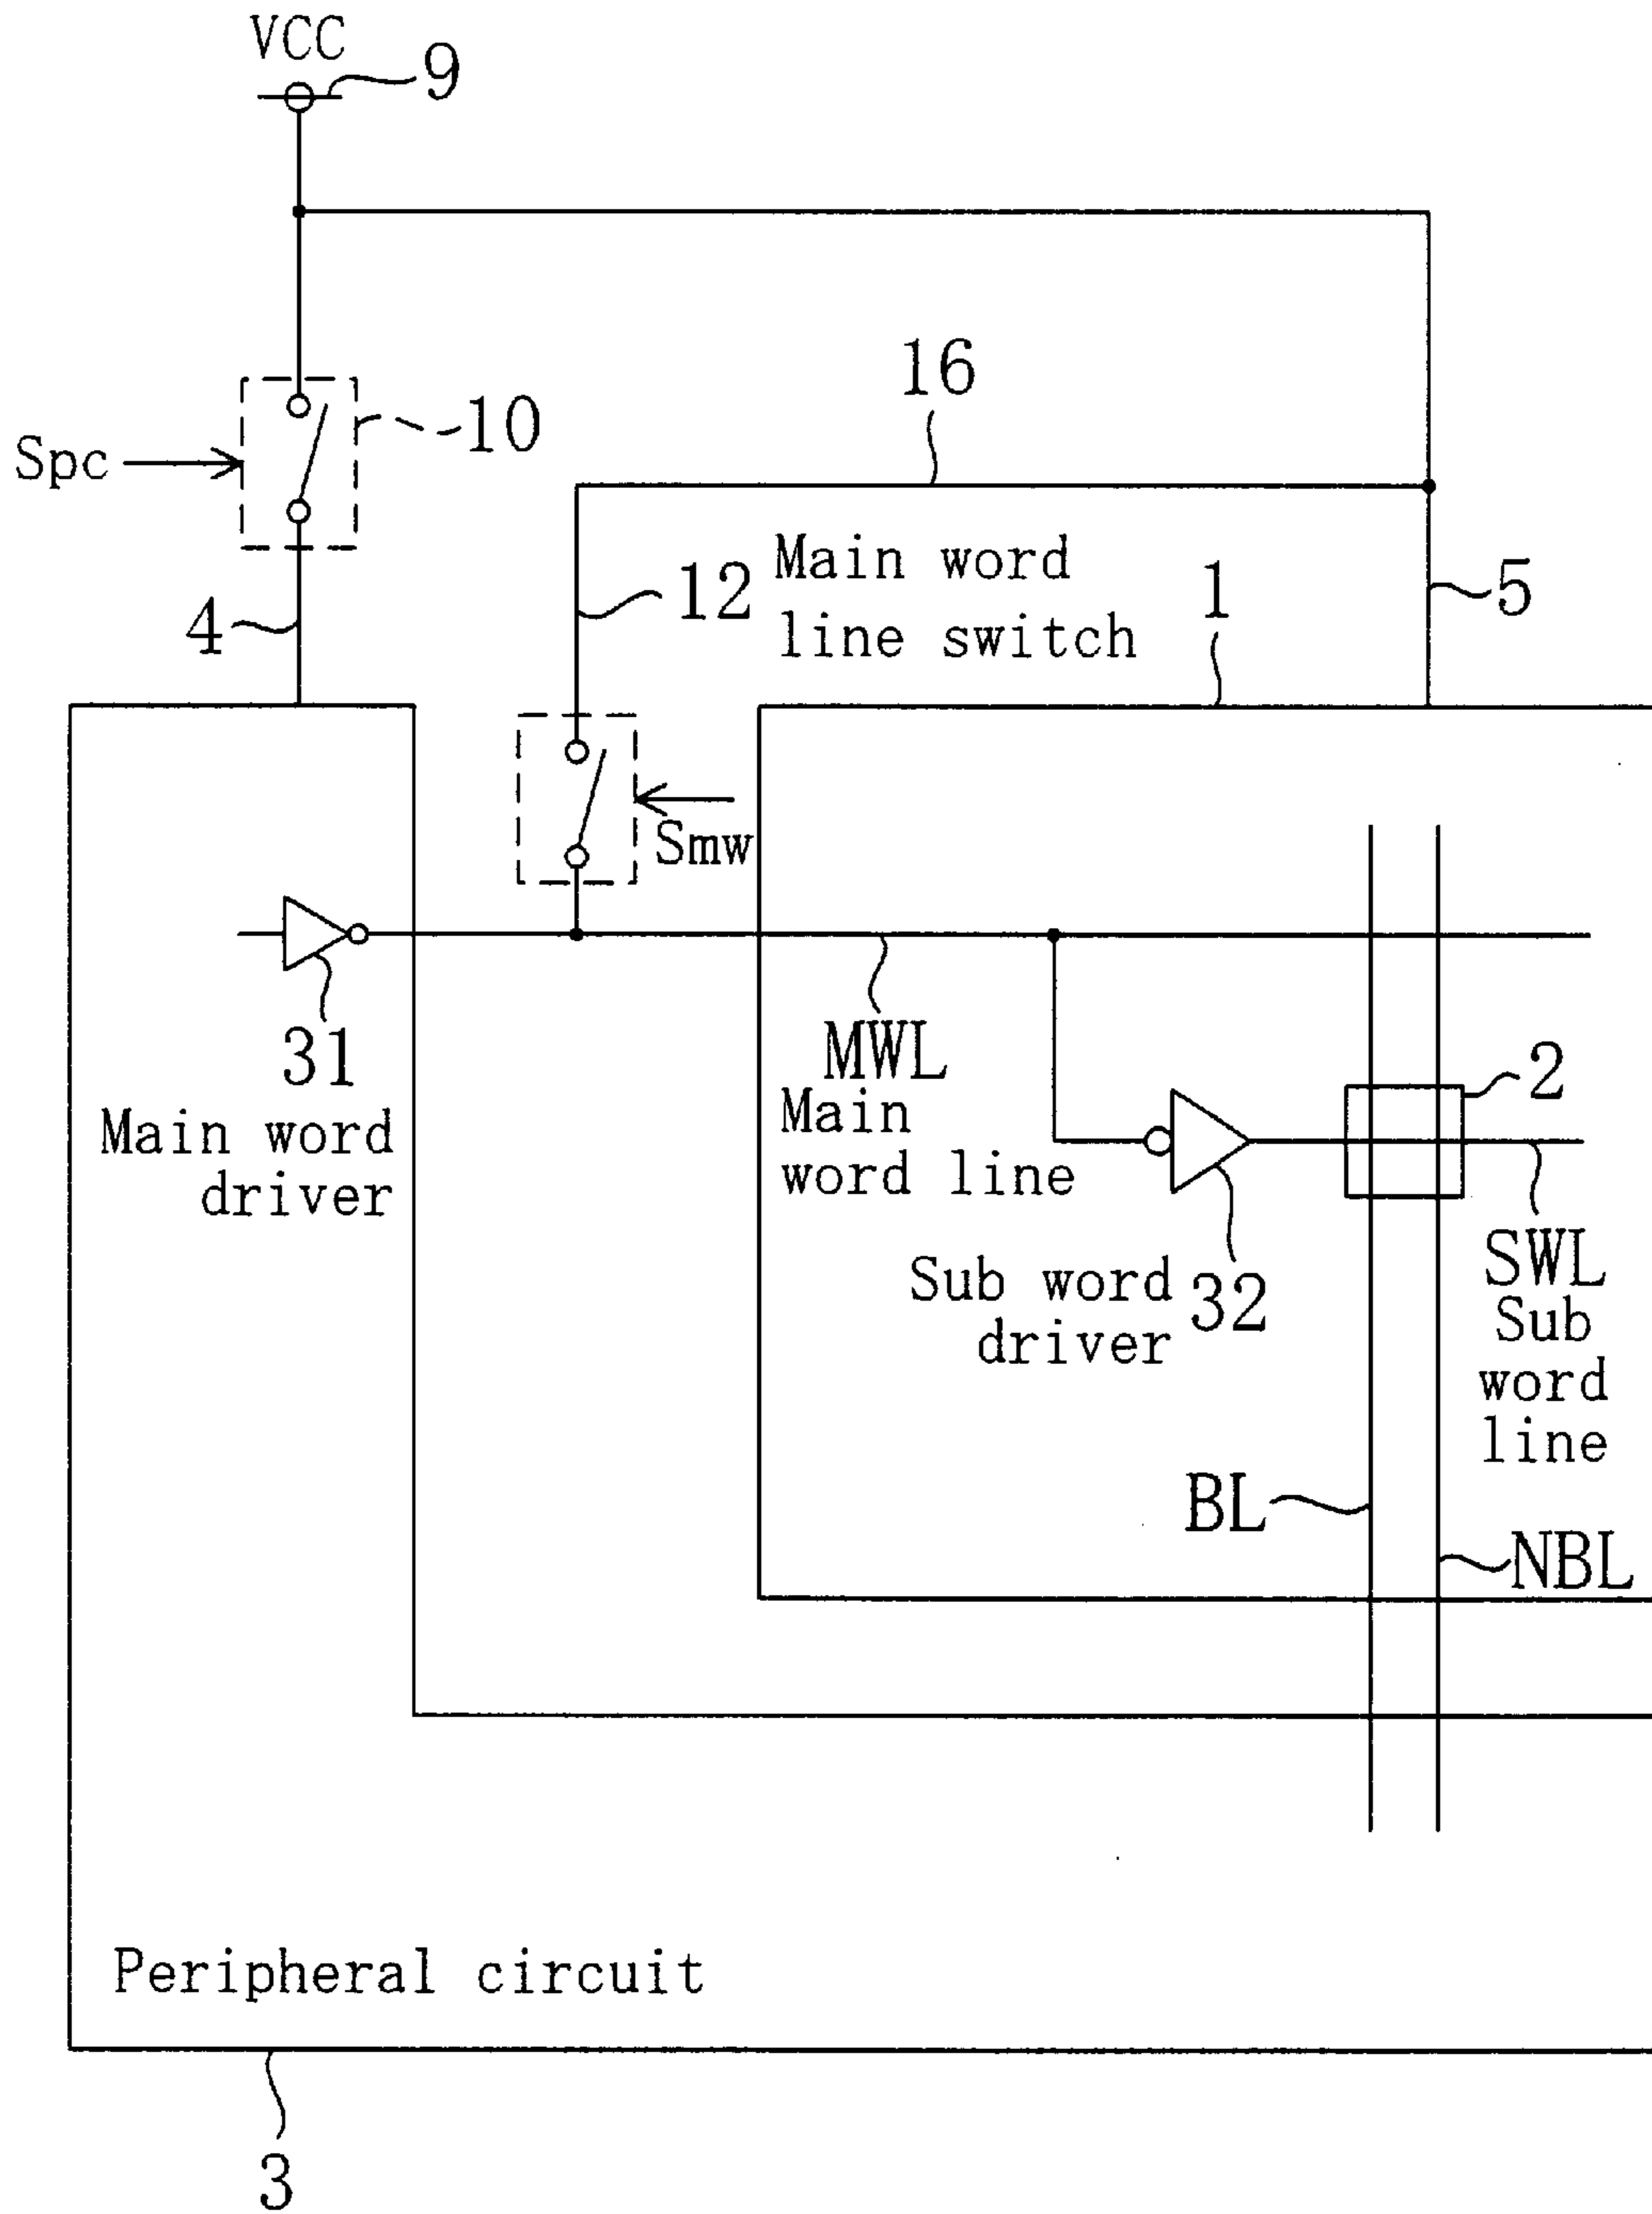 VCC
9
16
10
Spc
12 Main word
line switch
1
5
4
Smw
31
Main word
driver
MWL
Main
word line
2
Sub word
driver
32
SWL
Sub
word
line
BL
NBL
Peripheral circuit
3